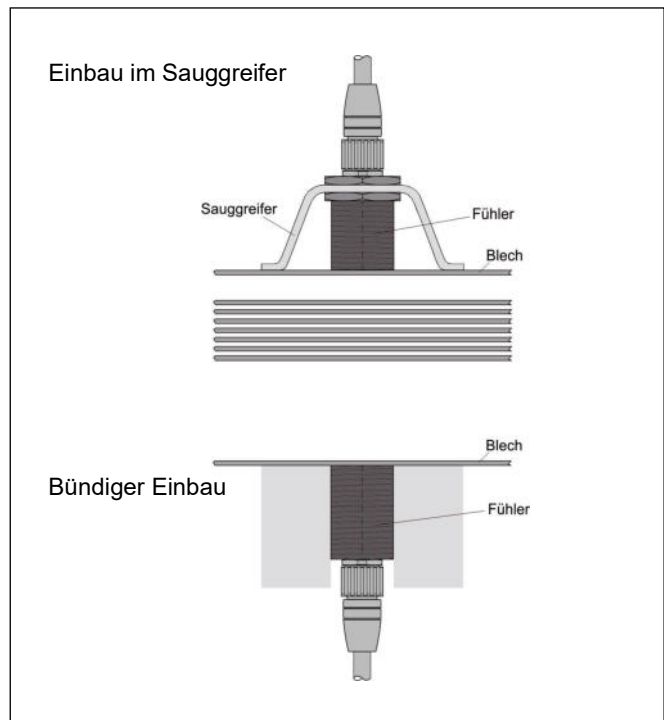 Einbau im Sauggreifer
Sauggreifer
Fühler
Blech
Blech
Bündiger Einbau
Fühler